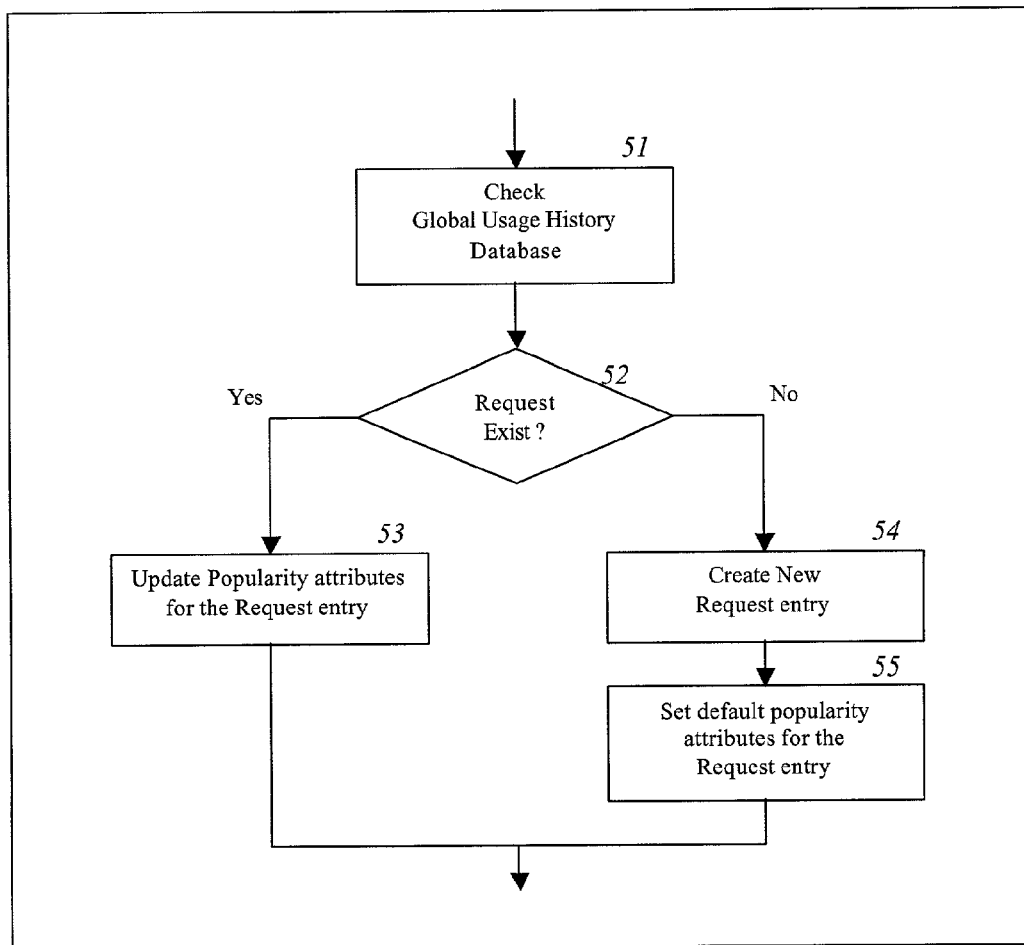 51
Check
Global Usage History
Database
52
Yes
No
Request
Exist ?
53
Update Popularity attributes
for the Request entry
54
Create New
Request entry
55
Set default popularity
attributes for the
Request entry